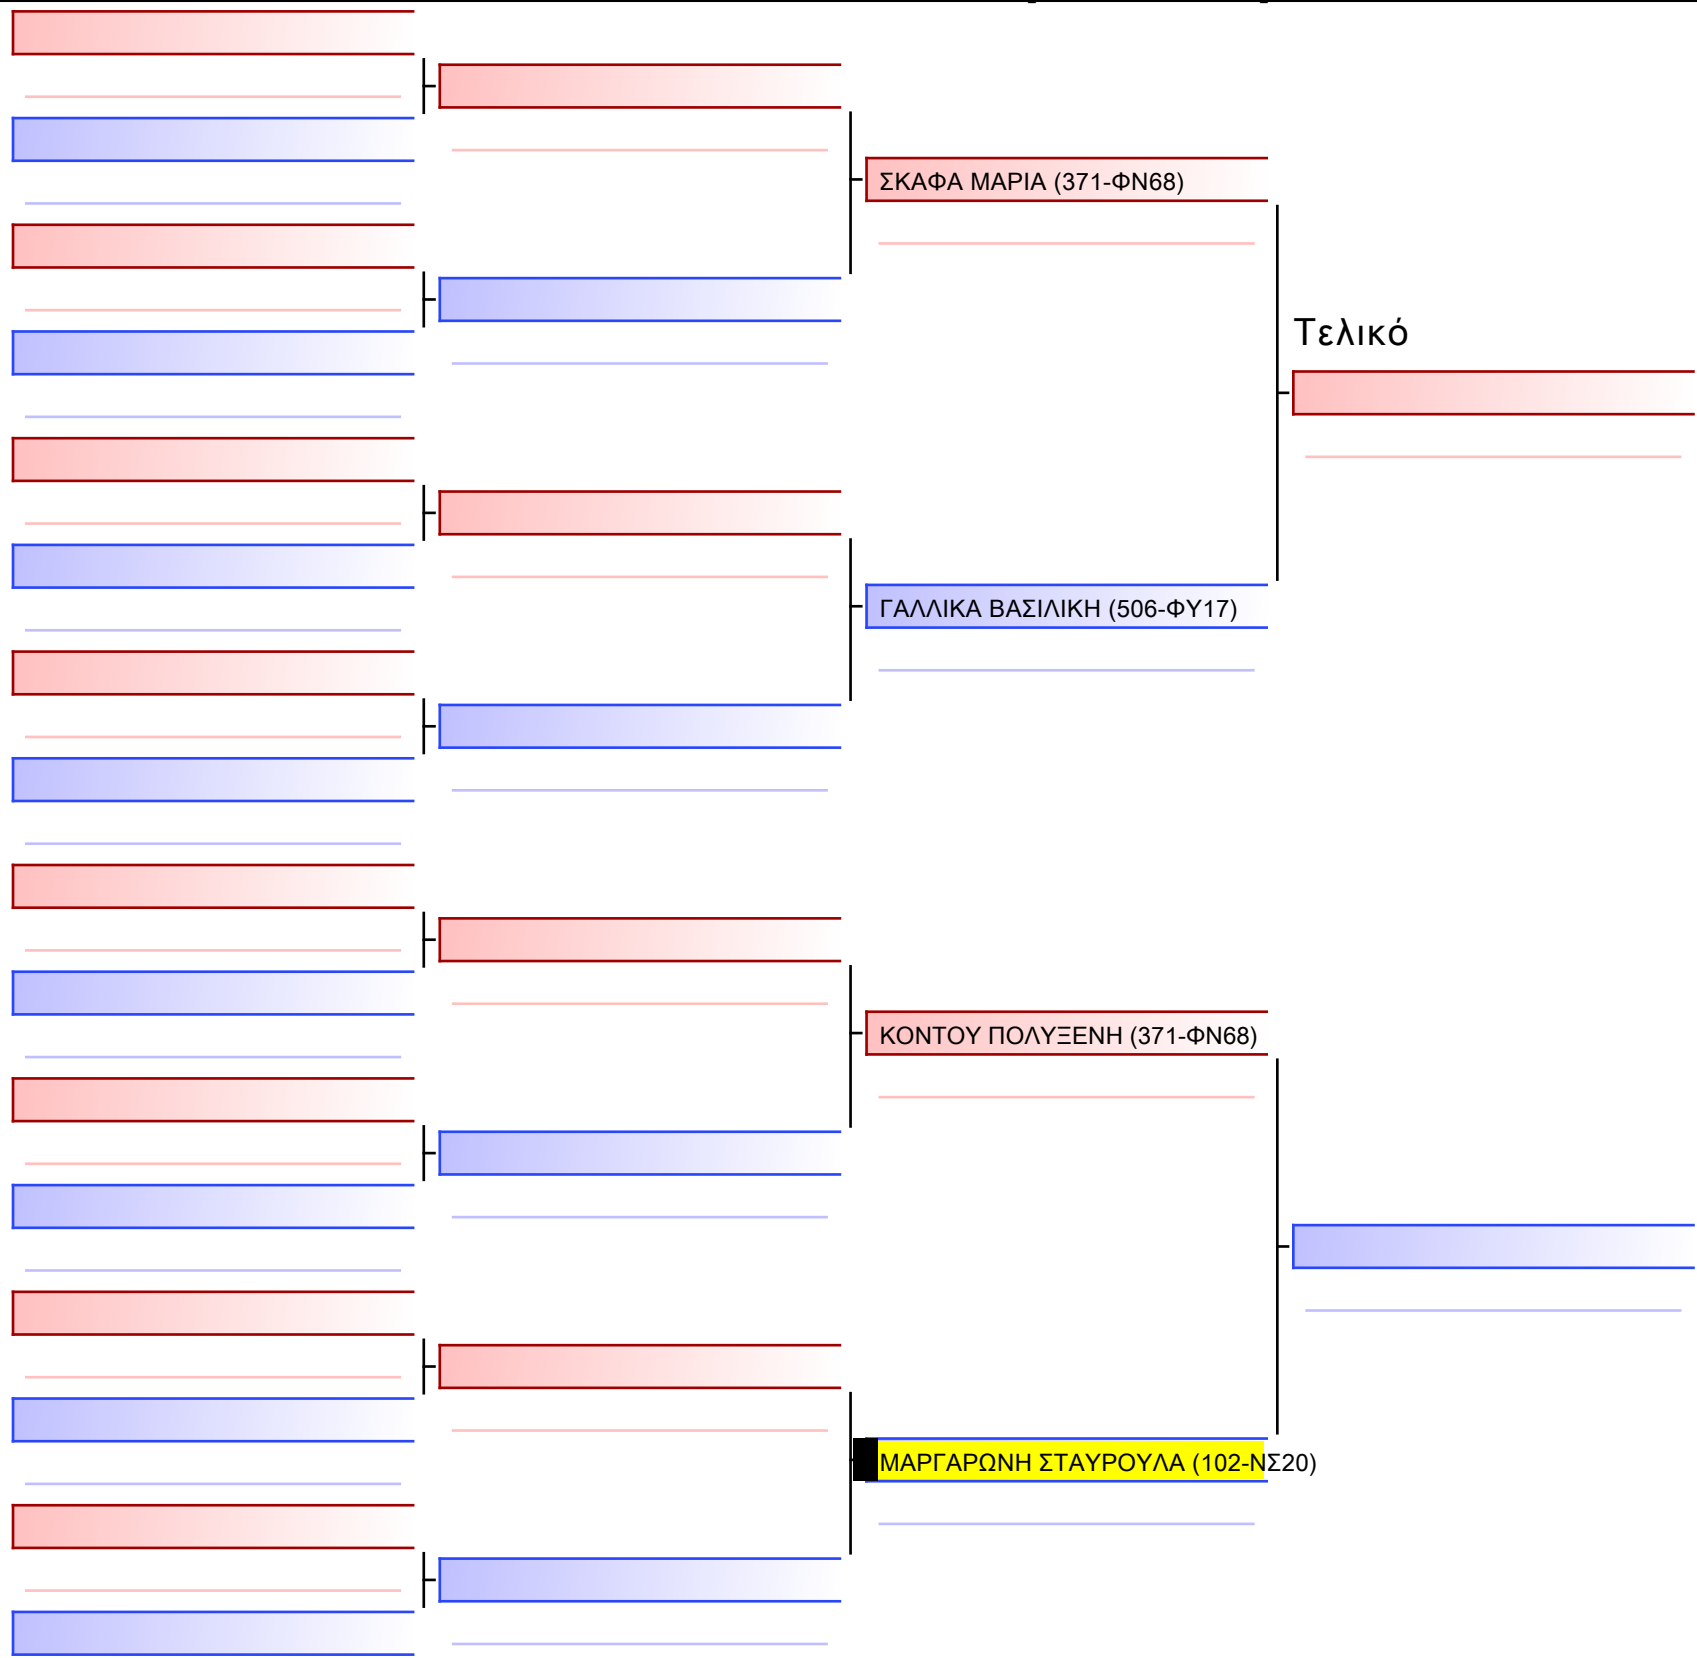 ΣΚΑΦΑ ΜΑΡΙΑ (371-ΦΝ68)
Τελικό
ΓΑΛΛΙΚΑ ΒΑΣΙΛΙΚΗ (506-ΦΥ17)
ΚΟΝΤΟΥ ΠΟΛΥΞΕΝΗ (371-ΦΝ68)
ΜΑΡΓΑΡΩΝΗ ΣΤΑΥΡΟΥΛΑ (102-ΝΣ20)